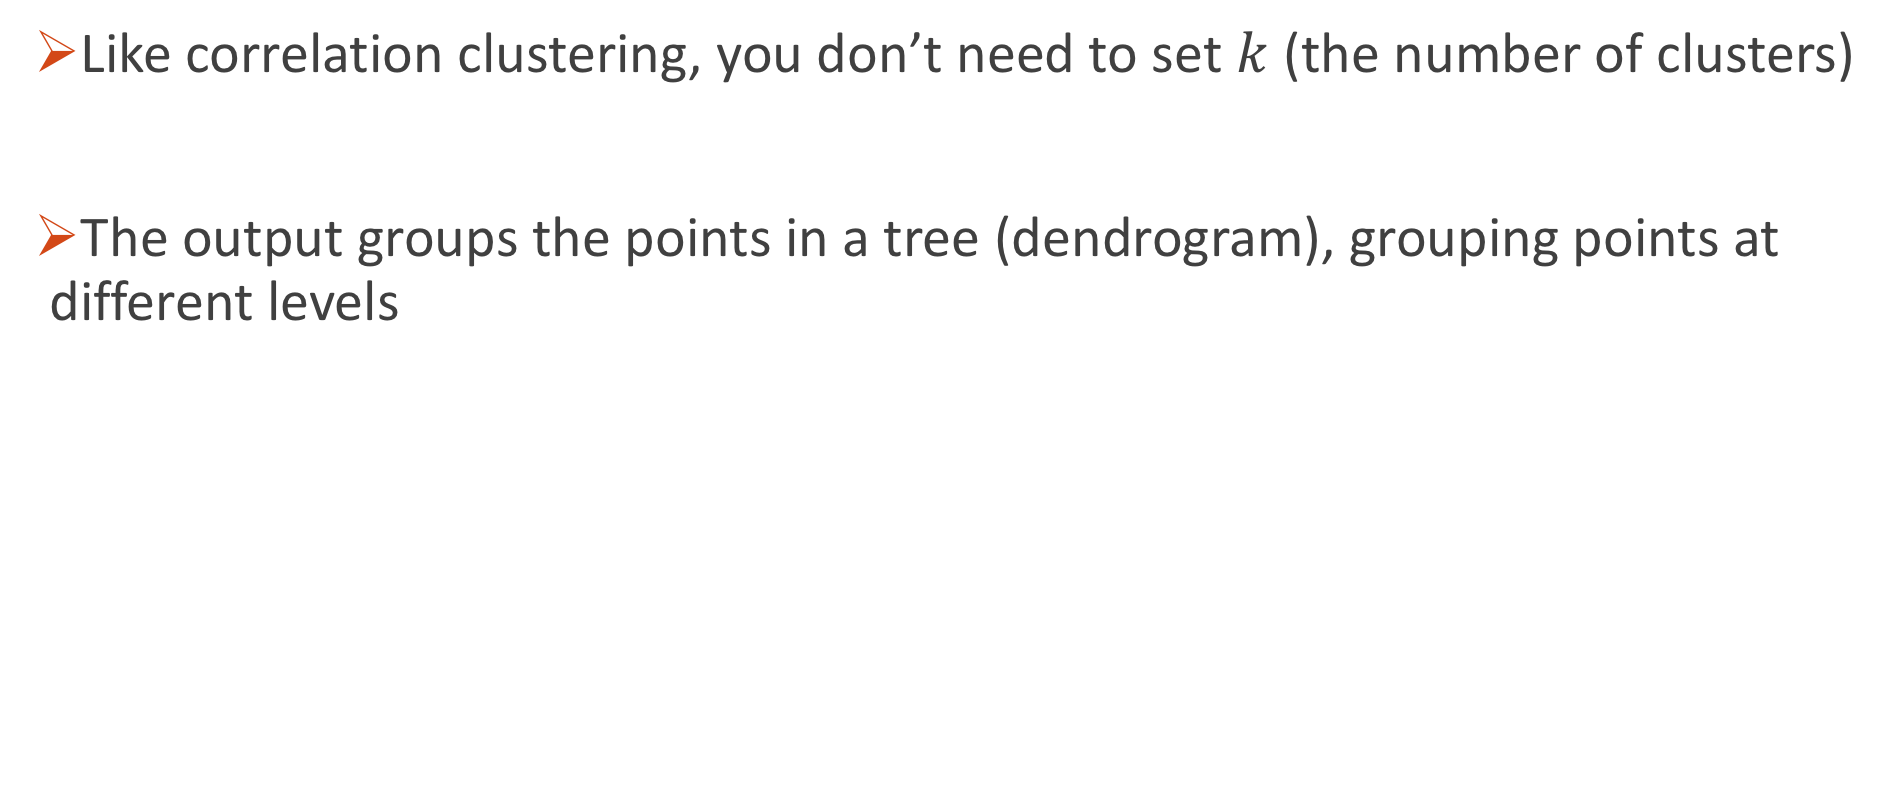 ➢Like correlation clustering, you don’t need to set 𝑘 (the number of clusters)
➢The output groups the points in a tree (dendrogram), grouping points at
different levels